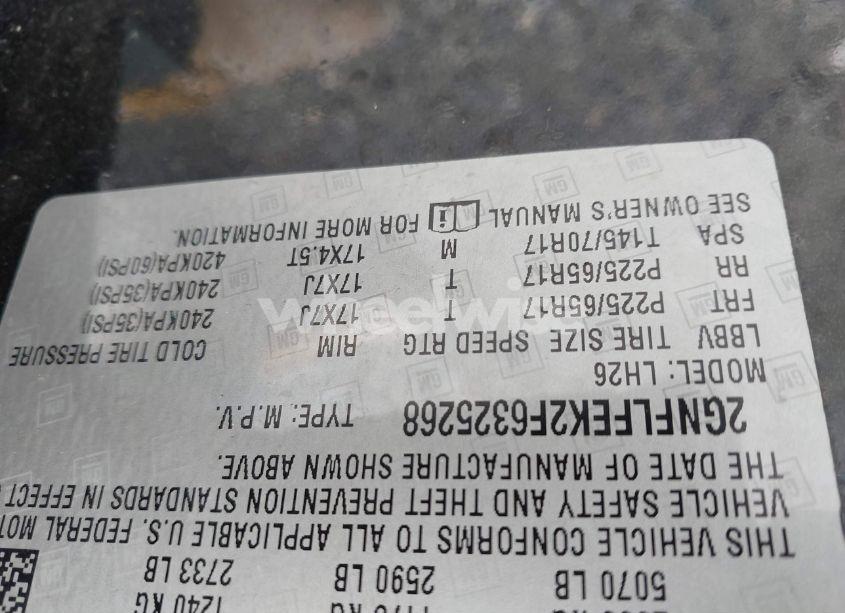 1240 KG
5070 LB 2590 LB 2733 LB
THIS VEHICLE CONFORMS TO ALL APPLICABLE U.S. FEDERAL MOT
VEHICLE SAFETY AND THEFT PREVENTION STANDARDS IN EFFECT
THE DATE OF MANUFACTURE SHOWN ABOVE.
2GNFLFEK2F6325268 TYPE: M.P.V.
MODEL: LH26
LBBV TIRE SIZE SPEED RTG RIM COLD TIRE PRESSURE
FRT P225/65R17 T 17X7J 240KPA(35PSI)
RR P225/65R17 T 17X7J 240KPA(35PSI)
SPA T145/70R17 M 17X4.5T 420KPA(60PSI)
SEE OWNER'S MANUAL i FOR MORE INFORMATION.